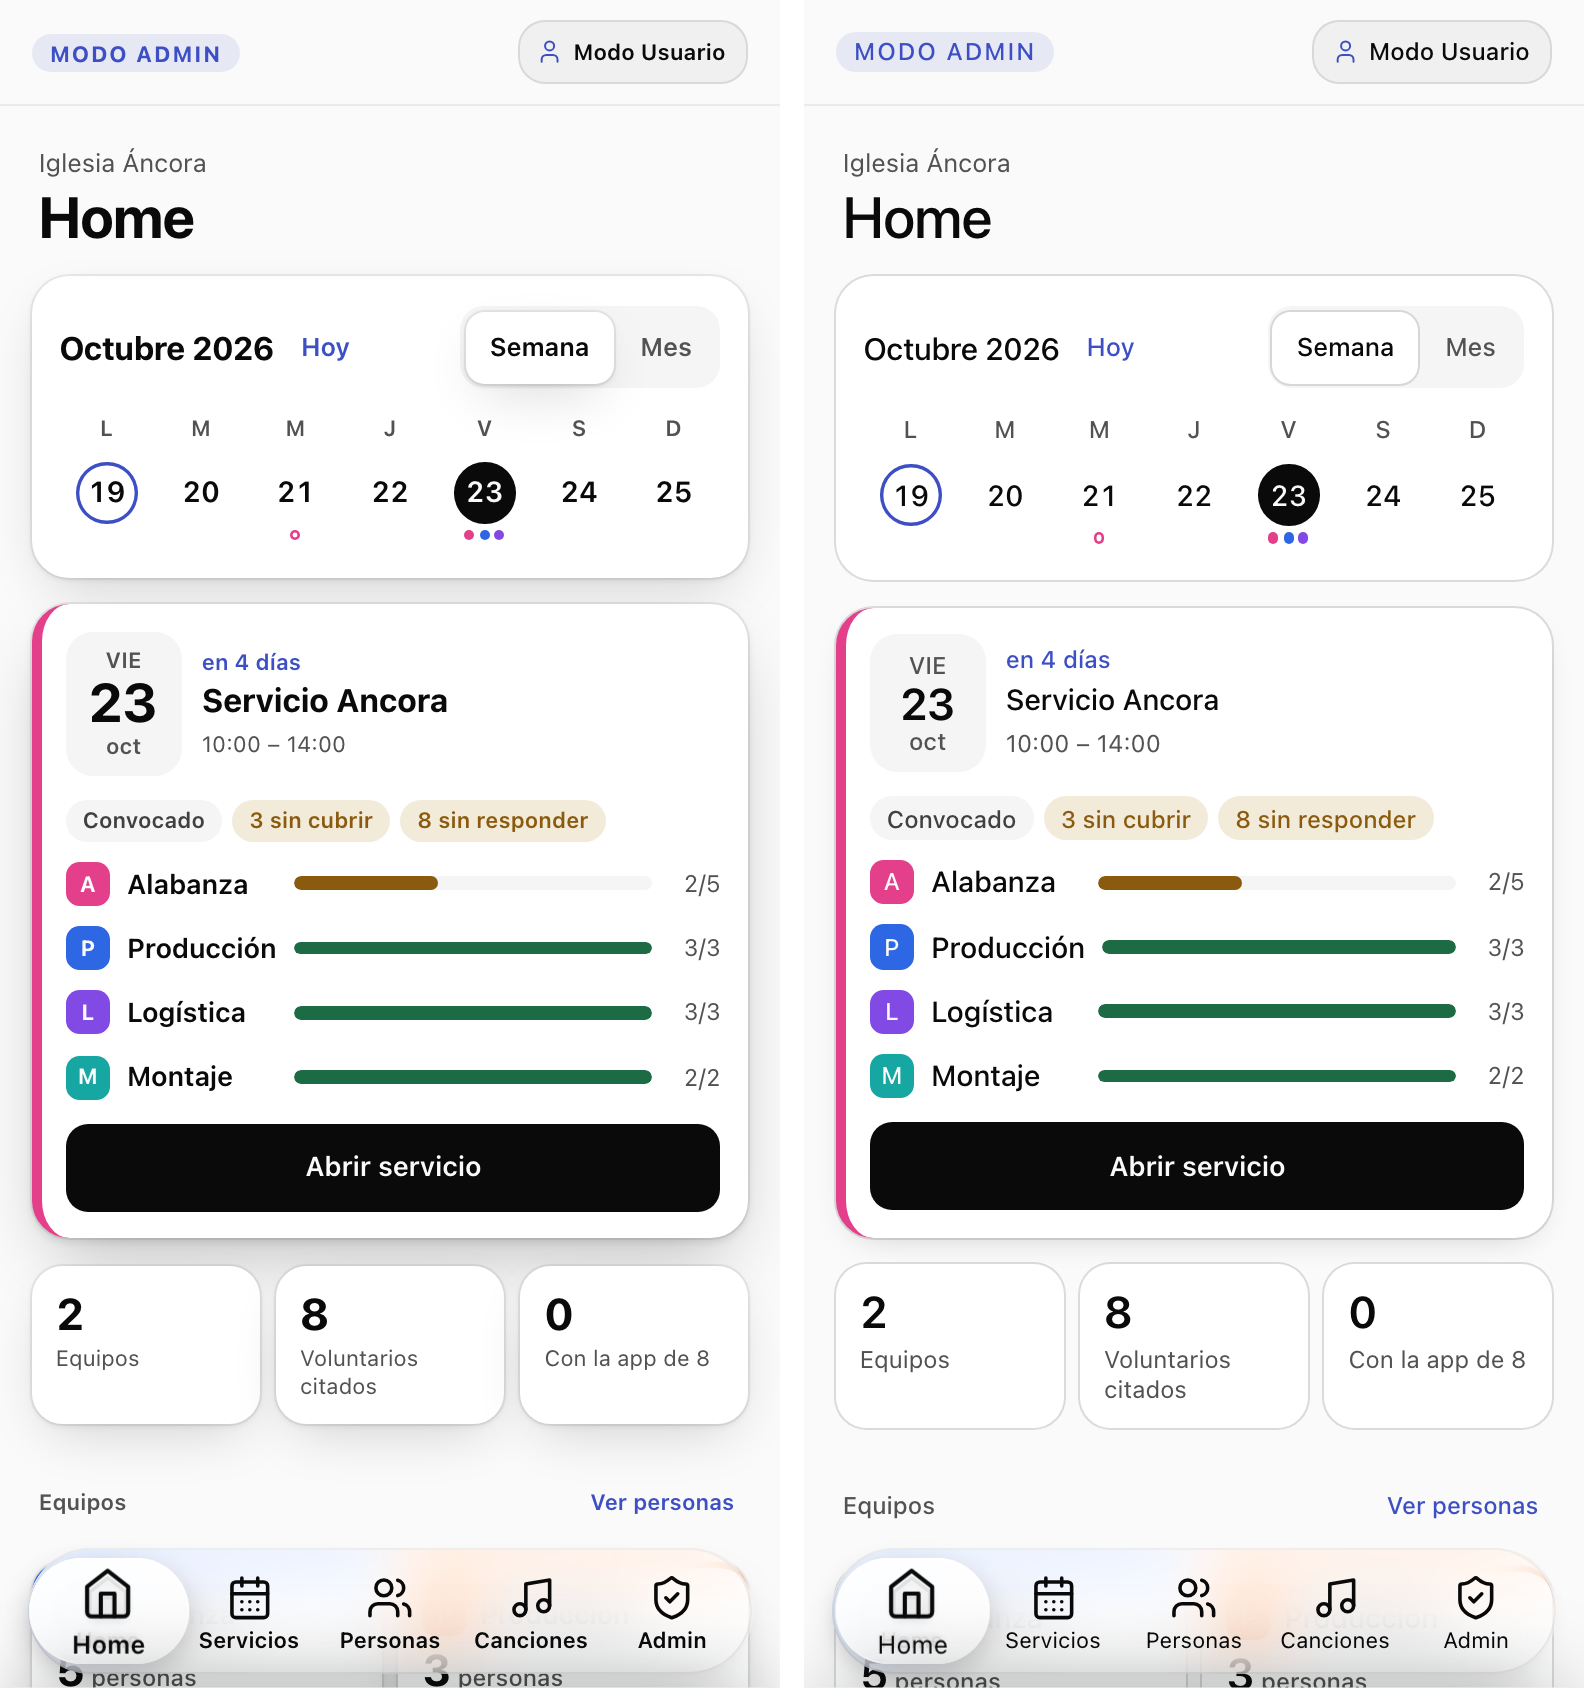 MODO ADMIN
Modo Usuario
Iglesia Áncora
Home
Octubre 2026 Hoy Semana Mes
L M M J V S D
19 20 21 22 23 24 25
VIE
23
oct
en 4 días
Servicio Ancora
10:00 – 14:00
Convocado 3 sin cubrir 8 sin responder
A Alabanza 2/5
P Producción 3/3
L Logística 3/3
M Montaje 2/2
Abrir servicio
2
Equipos
8
Voluntarios
citados
0
Con la app de 8
Equipos Ver personas
Home Servicios Personas Canciones Admin
5 personas 3 personas
MODO ADMIN
Modo Usuario
Iglesia Áncora
Home
Octubre 2026 Hoy Semana Mes
L M M J V S D
19 20 21 22 23 24 25
VIE
23
oct
en 4 días
Servicio Ancora
10:00 – 14:00
Convocado 3 sin cubrir 8 sin responder
A Alabanza 2/5
P Producción 3/3
L Logística 3/3
M Montaje 2/2
Abrir servicio
2
Equipos
8
Voluntarios
citados
0
Con la app de 8
Equipos Ver personas
Producción
Home Servicios Personas Canciones Admin
5 personas 3 personas